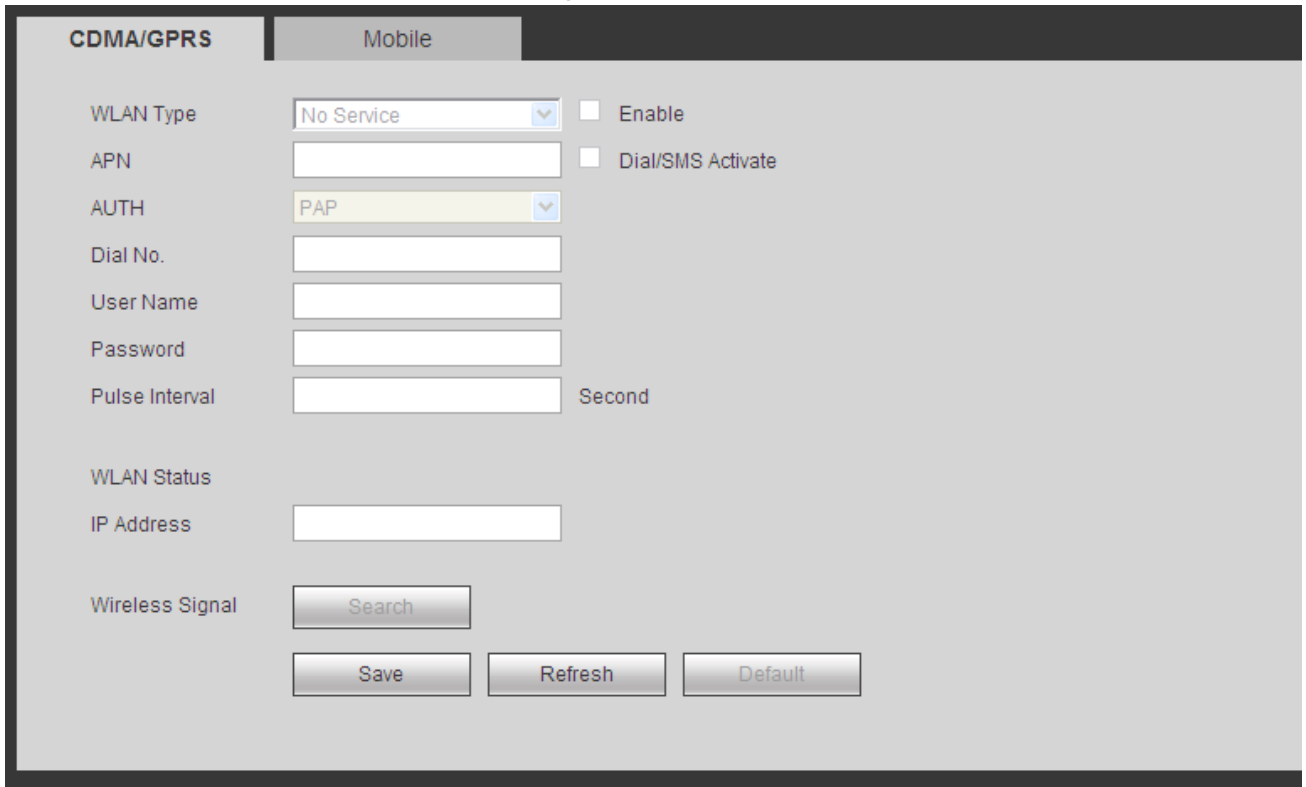 CDMA/GPRS Mobile
WLAN Type No Service Enable
APN Dial/SMS Activate
AUTH PAP
Dial No.
User Name
Password
Pulse Interval Second
WLAN Status
IP Address
Wireless Signal Search
Save Refresh Default